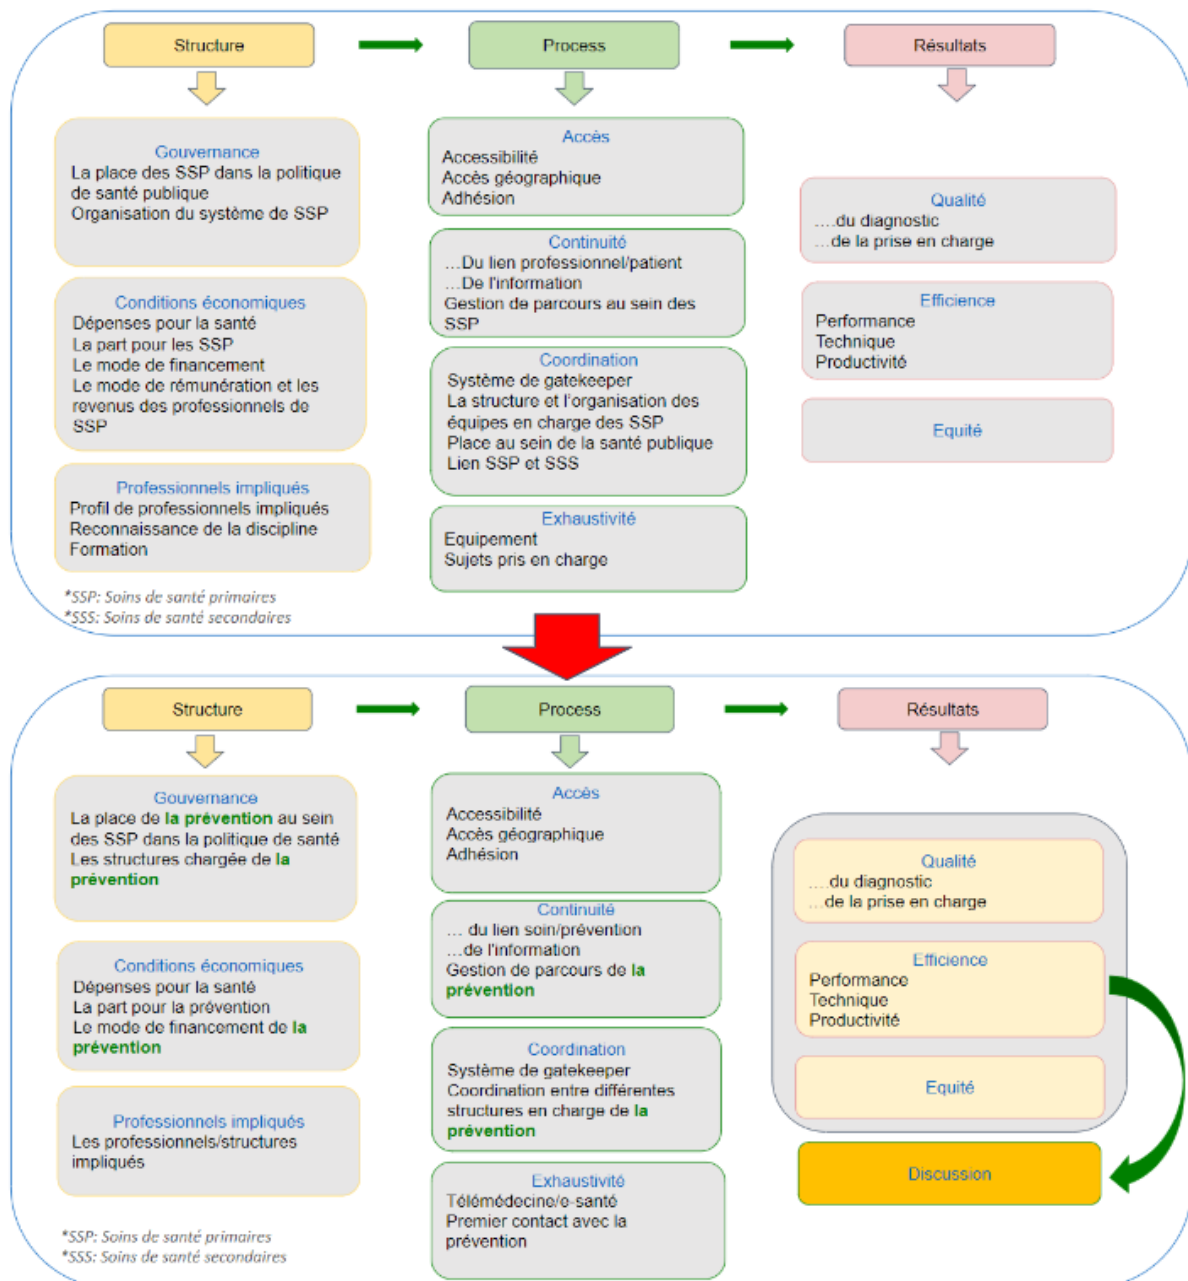 Structure
Process
Résultats
Gouvernance
La place des SSP dans la politique
de santé publique
Organisation du système de SSP
Conditions économiques
Dépenses pour la santé
La part pour les SSP
Le mode de financement
Le mode de rémunération et les
revenus des professionnels de
SSP
Professionnels impliqués
Profil de professionnels impliqués
Reconnaissance de la discipline
Formation
*SSP: Soins de santé primaires
*SSS: Soins de santé secondaires
Accès
Accessibilité
Accès géographique
Adhésion
Continuité
…Du lien professionnel/patient
…De l'information
Gestion de parcours au sein des
SSP
Coordination
Système de gatekeeper
La structure et l'organisation des
équipes en charge des SSP
Place au sein de la santé publique
Lien SSP et SSS
Exhaustivité
Equipement
Sujets pris en charge
Qualité
….du diagnostic
…de la prise en charge
Efficience
Performance
Technique
Productivité
Equité
Structure
Process
Résultats
Gouvernance
La place de la prévention au sein
des SSP dans la politique de santé
Les structures chargée de la
prévention
Conditions économiques
Dépenses pour la santé
La part pour la prévention
Le mode de financement de la
prévention
Professionnels impliqués
Les professionnels/structures
impliqués
*SSP: Soins de santé primaires
*SSS: Soins de santé secondaires
Accès
Accessibilité
Accès géographique
Adhésion
Continuité
… du lien soin/prévention
…de l'information
Gestion de parcours de la
prévention
Coordination
Système de gatekeeper
Coordination entre différentes
structures en charge de la
prévention
Exhaustivité
Télémédecine/e-santé
Premier contact avec la
prévention
Qualité
….du diagnostic
…de la prise en charge
Efficience
Performance
Technique
Productivité
Equité
Discussion